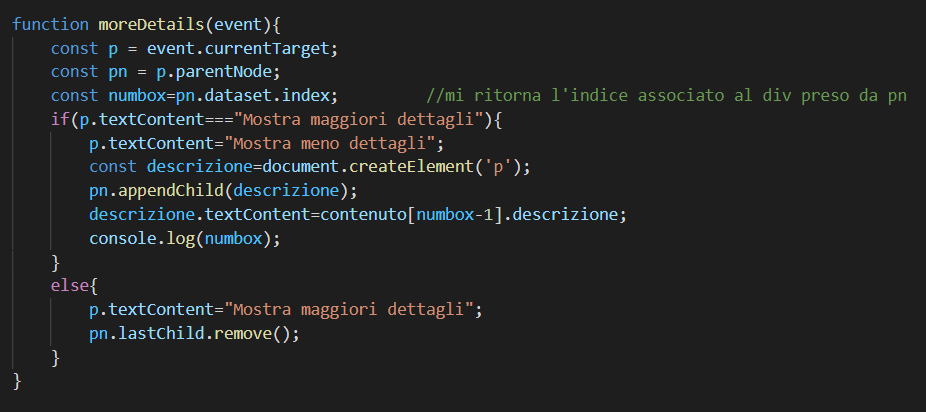 function moreDetails(event){
    const p = event.currentTarget;
    const pn = p.parentNode;
    const numbox=pn.dataset.index;         //mi ritorna l'indice associato al div preso da pn
    if(p.textContent==="Mostra maggiori dettagli"){
        p.textContent="Mostra meno dettagli";
        const descrizione=document.createElement('p');
        pn.appendChild(descrizione);
        descrizione.textContent=contenuto[numbox-1].descrizione;
        console.log(numbox);
    }
    else{
        p.textContent="Mostra maggiori dettagli";
        pn.lastChild.remove();
    }
}